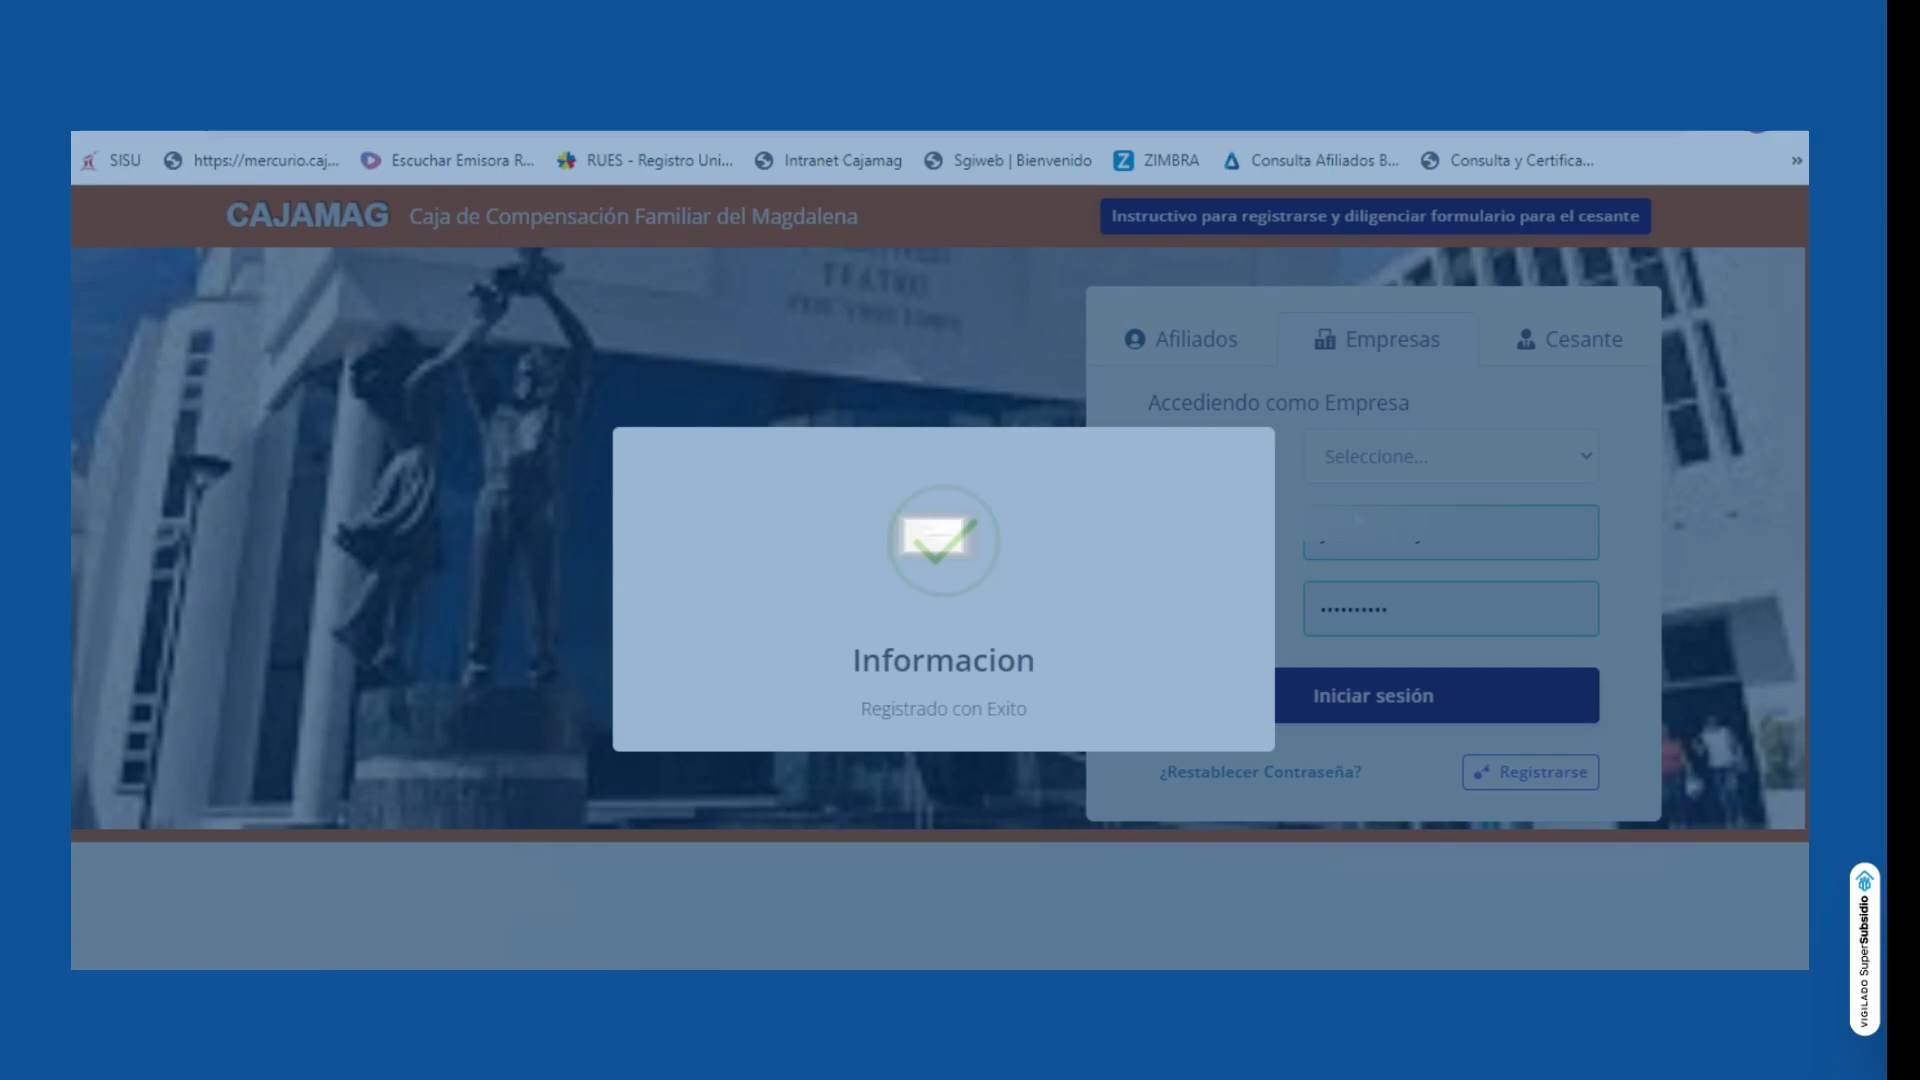 SISU https://mercurio.caj... Escuchar Emisora R... RUES - Registro Uni... Intranet Cajamag Sgiweb | Bienvenido Z ZIMBRA Consulta Afiliados B... Consulta y Certifica... »
CAJAMAG Caja de Compensación Familiar del Magdalena
Instructivo para registrarse y diligenciar formulario para el cesante
TEATRO
Afiliados Empresas Cesante
Accediendo como Empresa
Seleccione...
••••••••••
Informacion
Registrado con Exito
Iniciar sesión
¿Restablecer Contraseña? Registrarse
VIGILADO SuperSubsidio